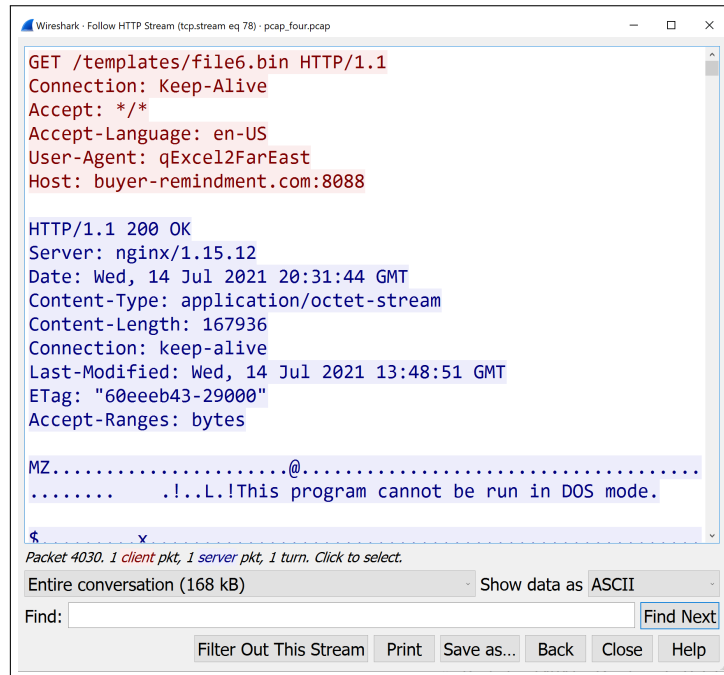 Wireshark · Follow HTTP Stream (tcp.stream eq 78) · pcap_four.pcap
GET /templates/file6.bin HTTP/1.1
Connection: Keep-Alive
Accept: */*
Accept-Language: en-US
User-Agent: qExcel2FarEast
Host: buyer-remindment.com:8088
HTTP/1.1 200 OK
Server: nginx/1.15.12
Date: Wed, 14 Jul 2021 20:31:44 GMT
Content-Type: application/octet-stream
Content-Length: 167936
Connection: keep-alive
Last-Modified: Wed, 14 Jul 2021 13:48:51 GMT
ETag: "60eeeb43-29000"
Accept-Ranges: bytes
MZ......................@.....................................
........ .!..L.!This program cannot be run in DOS mode.
$.........x...................................................
Packet 4030. 1 client pkt, 1 server pkt, 1 turn. Click to select.
Entire conversation (168 kB) Show data as ASCII
Find: Find Next
Filter Out This Stream Print Save as... Back Close Help